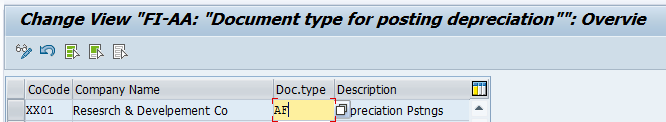 Change View "FI-AA: "Document type for posting depreciation"": Overvie
CoCode Company Name Doc.type Description
XX01 Resesrch & Develpement Co AF preciation Pstngs